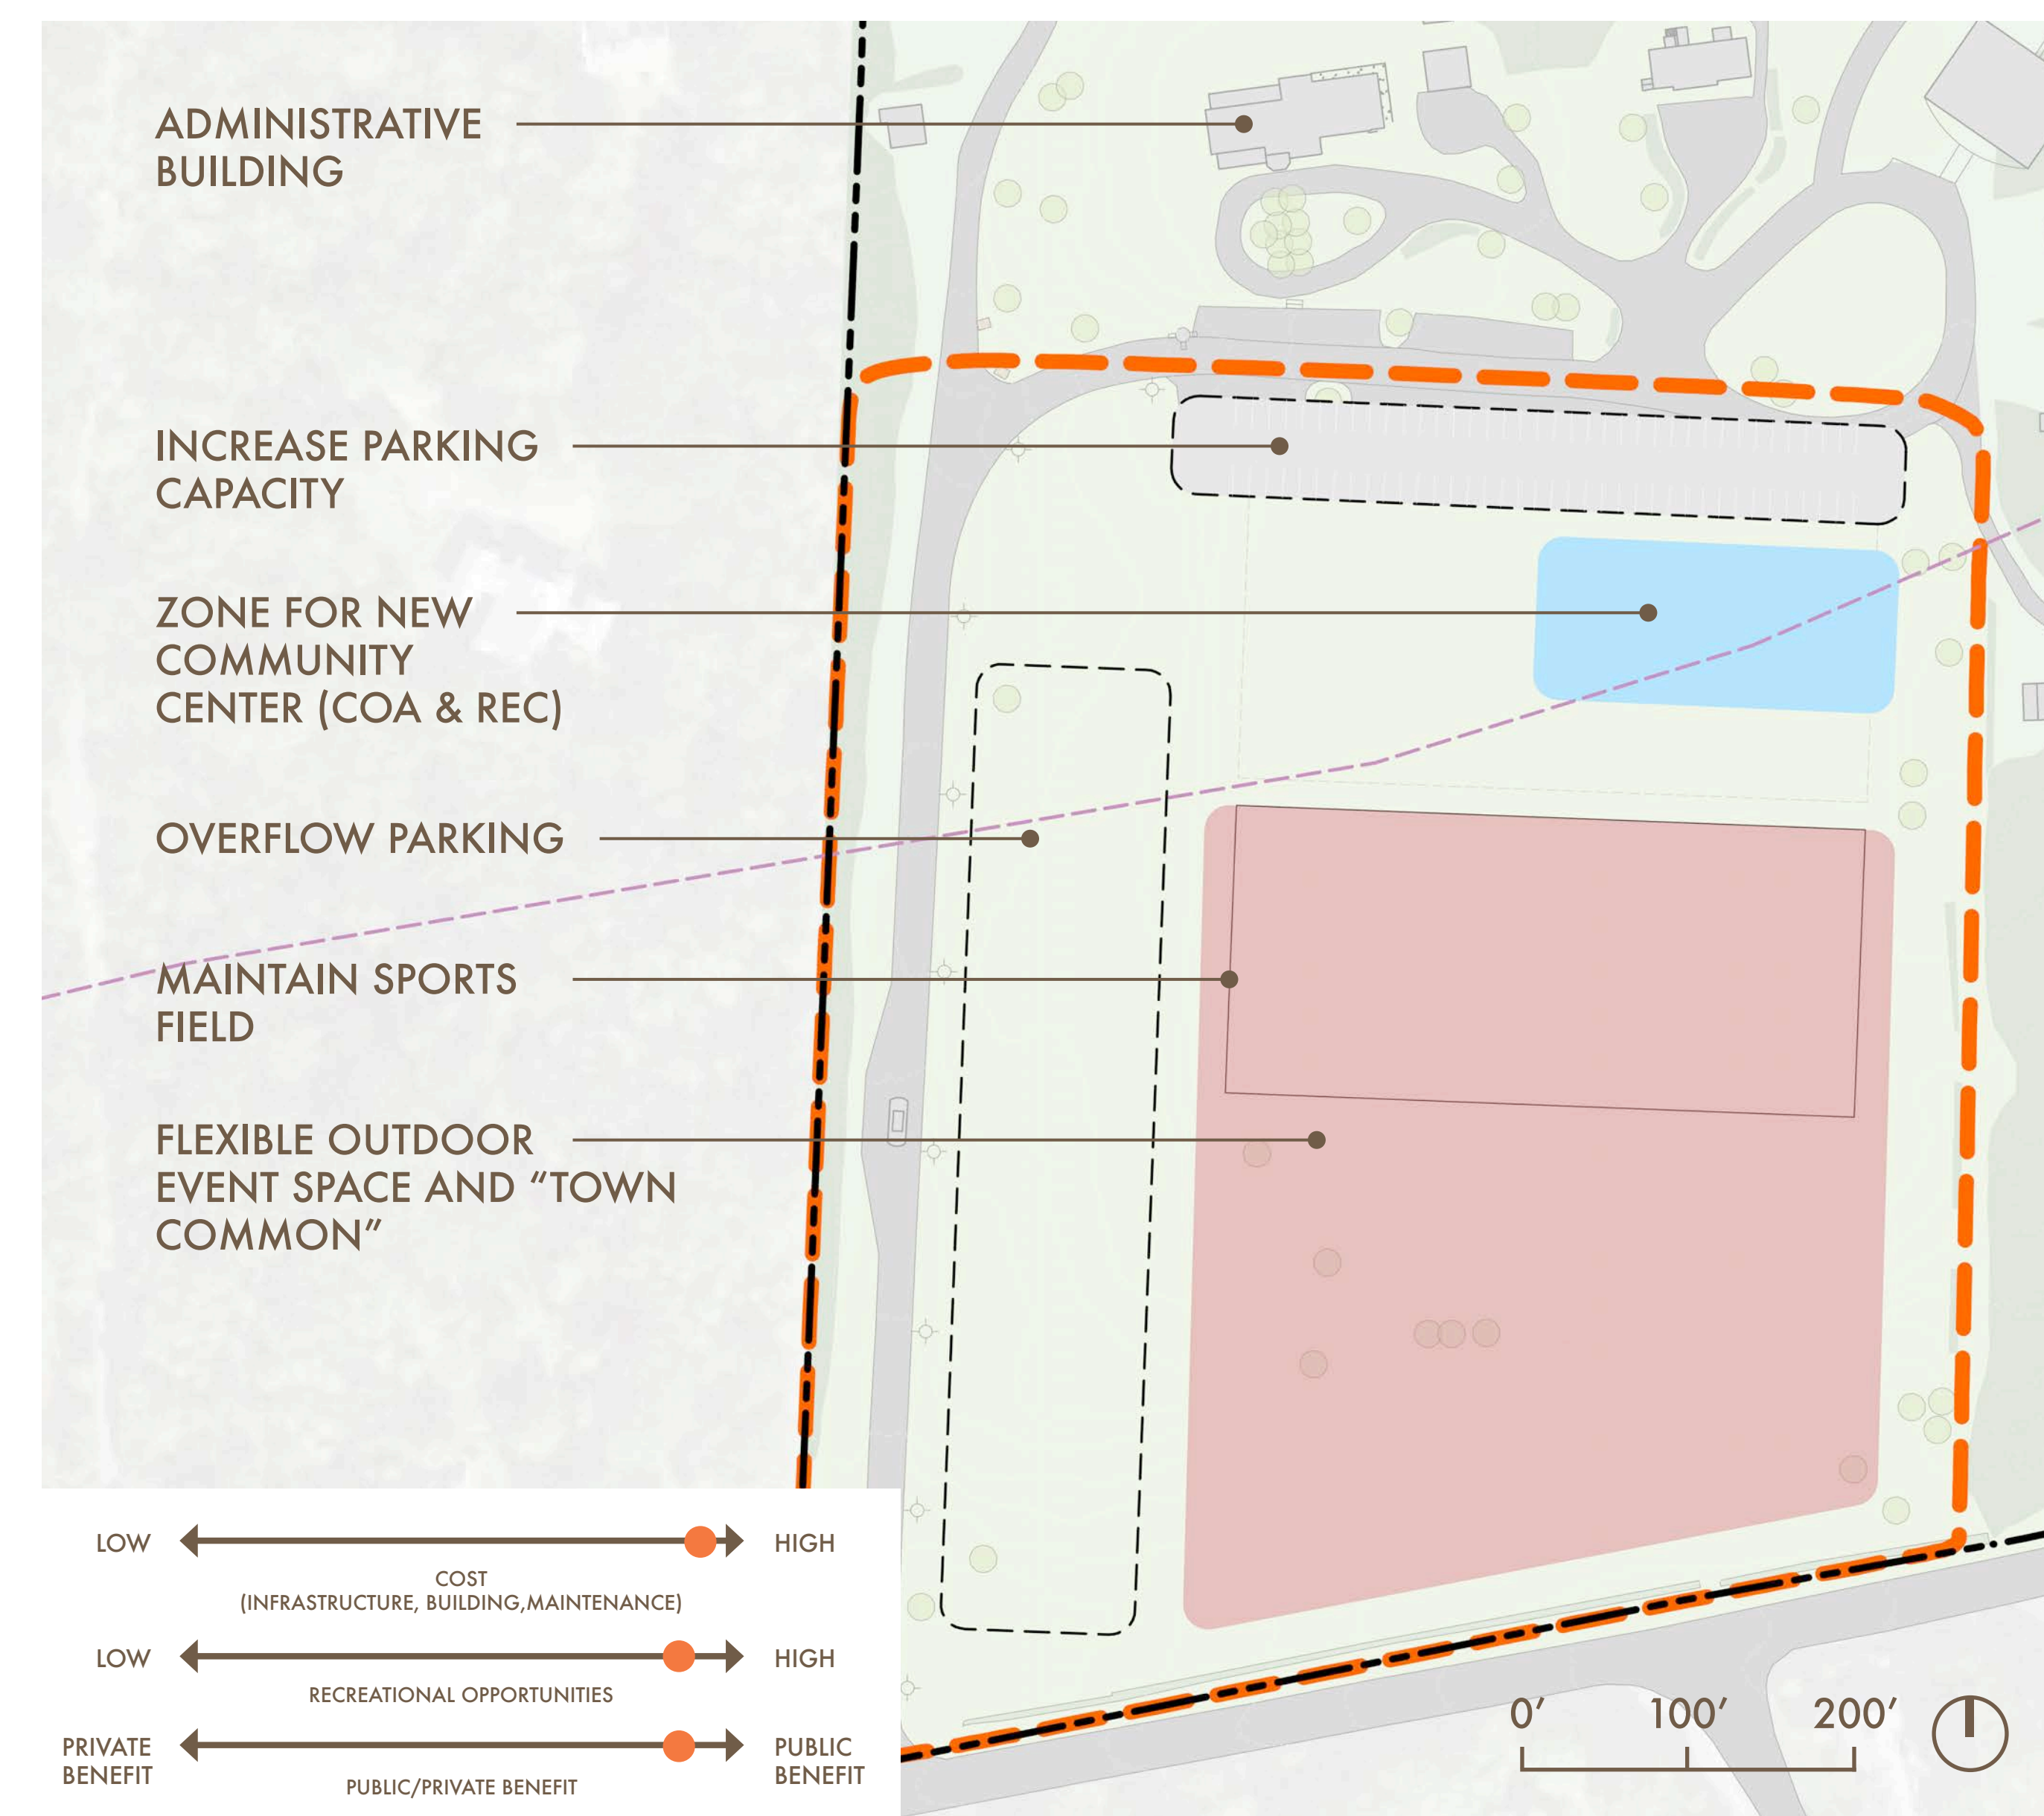 ADMINISTRATIVE
BUILDING
INCREASE PARKING
CAPACITY
ZONE FOR NEW
COMMUNITY
CENTER (COA & REC)
OVERFLOW PARKING
MAINTAIN SPORTS
FIELD
FLEXIBLE OUTDOOR
EVENT SPACE AND “TOWN
COMMON”
LOW HIGH
COST
(INFRASTRUCTURE, BUILDING,MAINTENANCE)
LOW HIGH
RECREATIONAL OPPORTUNITIES
PRIVATE
BENEFIT
PUBLIC
BENEFIT
PUBLIC/PRIVATE BENEFIT
0′ 100′ 200′